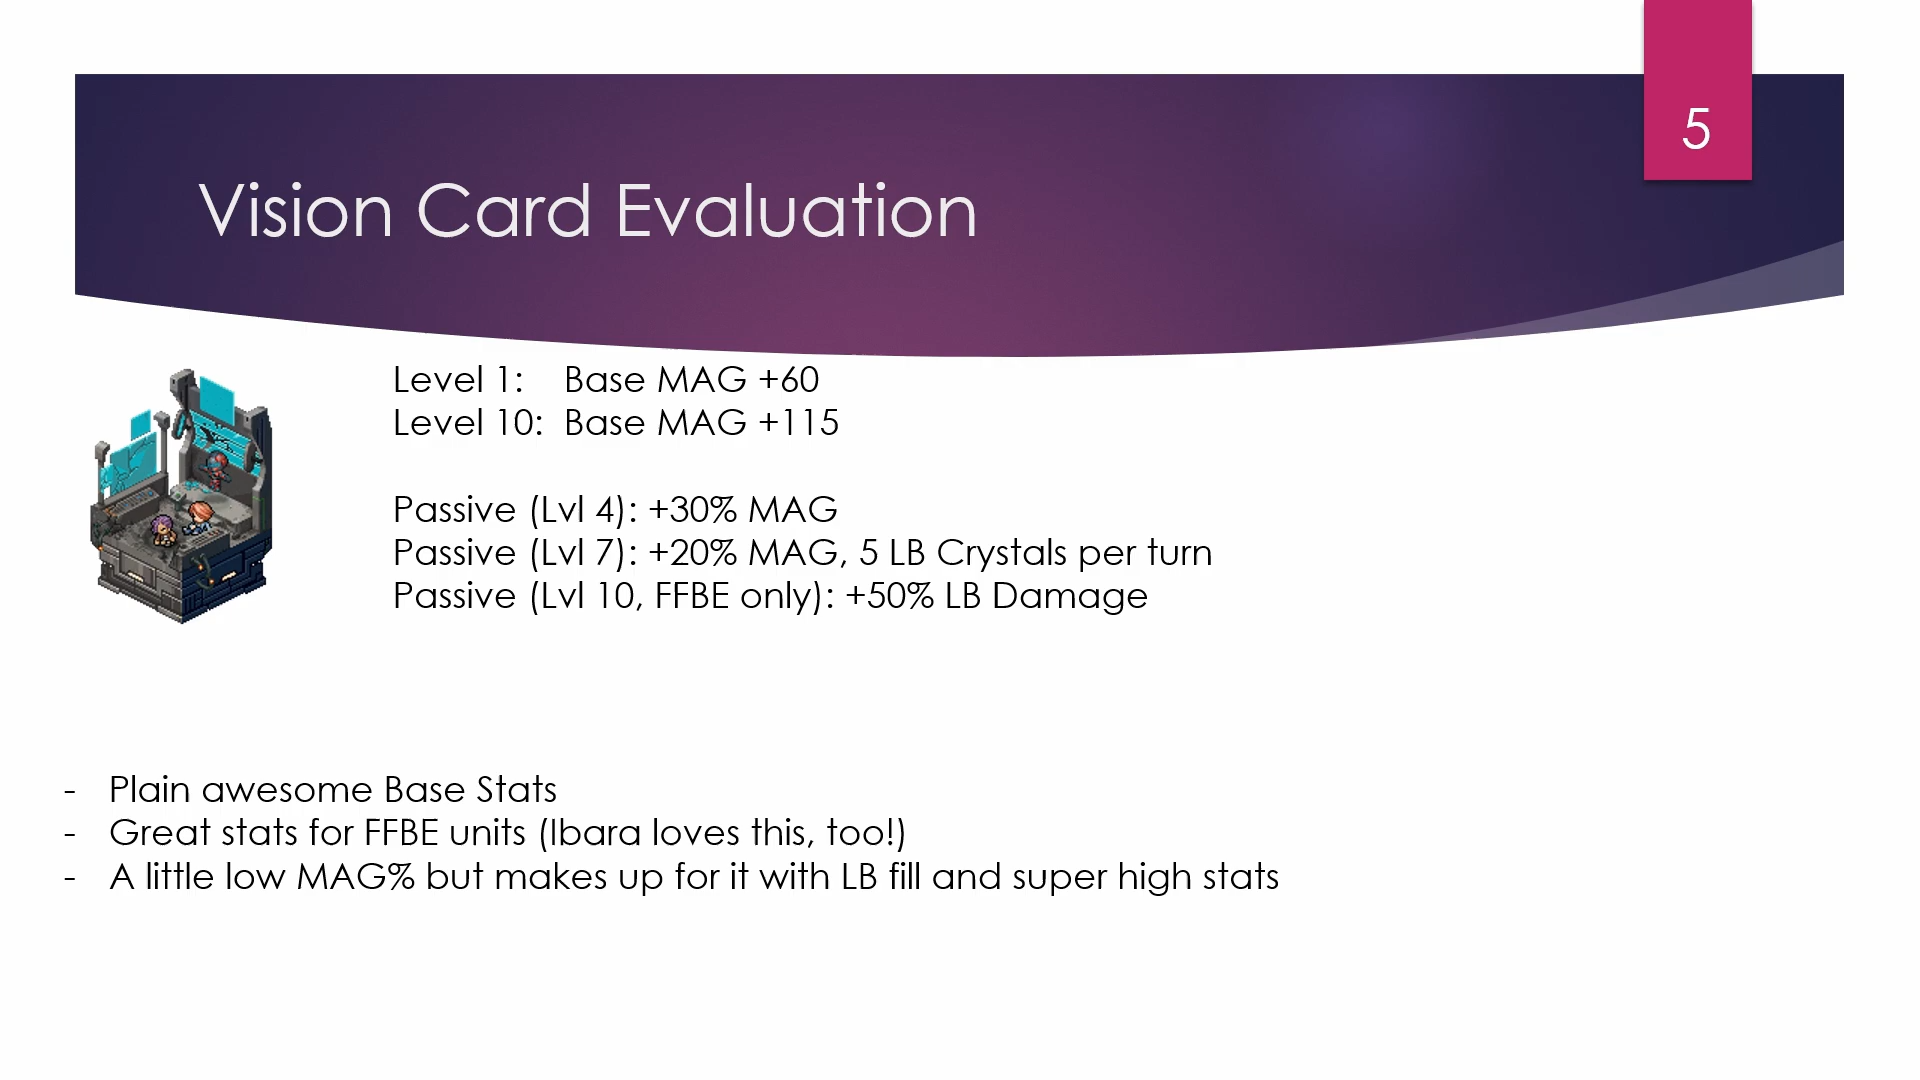 5
Vision Card Evaluation
Level 1: Base MAG +60
Level 10: Base MAG +115
Passive (Lvl 4): +30% MAG
Passive (Lvl 7): +20% MAG, 5 LB Crystals per turn
Passive (Lvl 10, FFBE only): +50% LB Damage
- Plain awesome Base Stats
- Great stats for FFBE units (Ibara loves this, too!)
- A little low MAG% but makes up for it with LB fill and super high stats